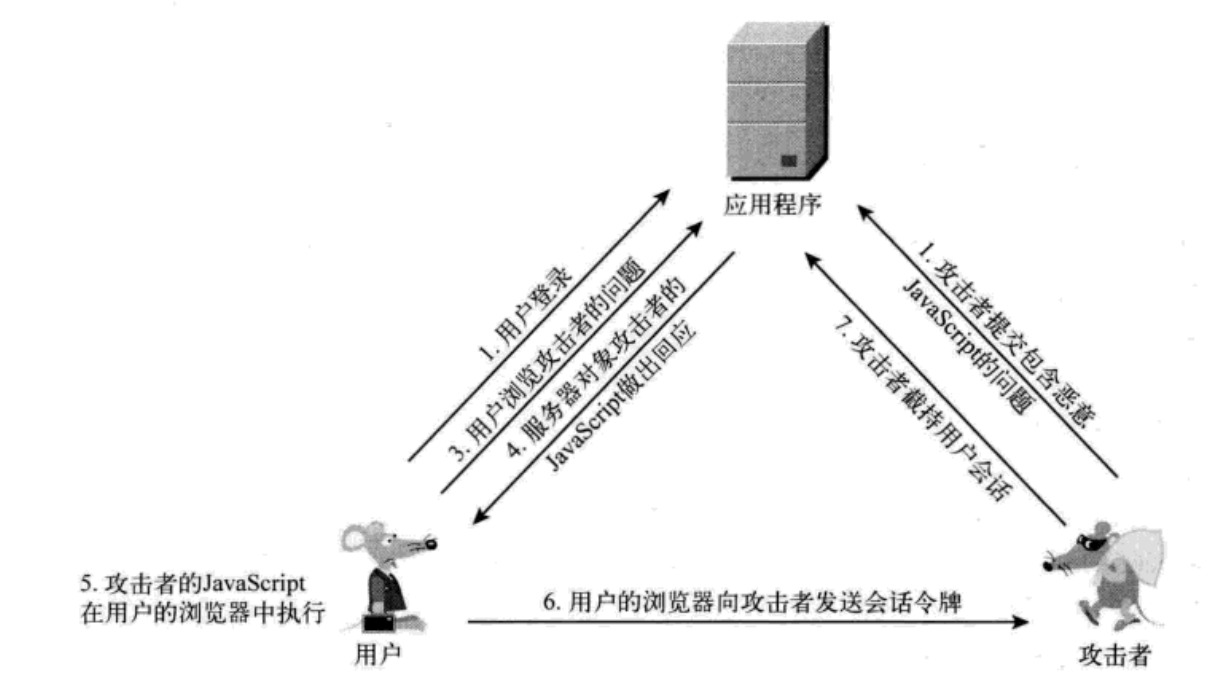 应用程序
1. 用户登录
3. 用户浏览攻击者的问题
4. 服务器对象攻击者的
JavaScript做出回应
1. 攻击者提交包含恶意
JavaScript的问题
7. 攻击者截持用户会话
5. 攻击者的JavaScript
在用户的浏览器中执行
6. 用户的浏览器向攻击者发送会话令牌
用户
攻击者